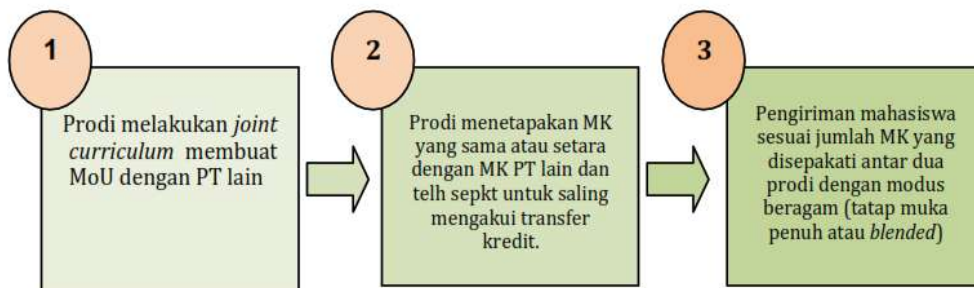 1
Prodi melakukan joint
curriculum membuat
MoU dengan PT lain
2
Prodi menetapakan MK
yang sama atau setara
dengan MK PT lain dan
telh sepkt untuk saling
mengakui transfer
kredit.
3
Pengiriman mahasiswa
sesuai jumlah MK yang
disepakati antar dua
prodi dengan modus
beragam (tatap muka
penuh atau blended)